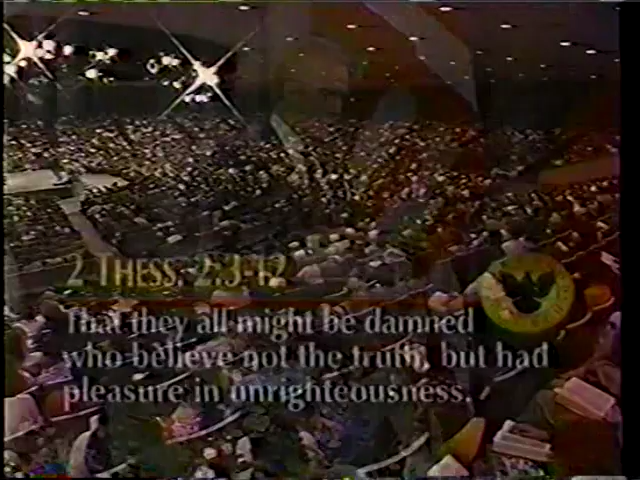 2 THESS. 2:3-12
That they all might be damned
who believe not the truth, but had
pleasure in unrighteousness.